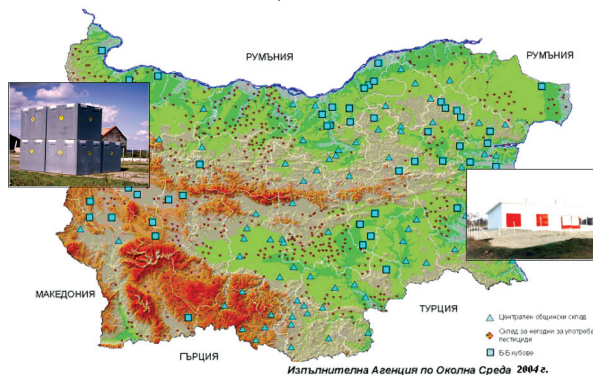 РУМЪНИЯ
РУМЪНИЯ
МАКЕДОНИЯ
ТУРЦИЯ
ГЪРЦИЯ
Централен общински склад
Склад за негодни за употреба
пестициди
Б-Б кубове
Изпълнителна Агенция по Околна Среда 2004 г.